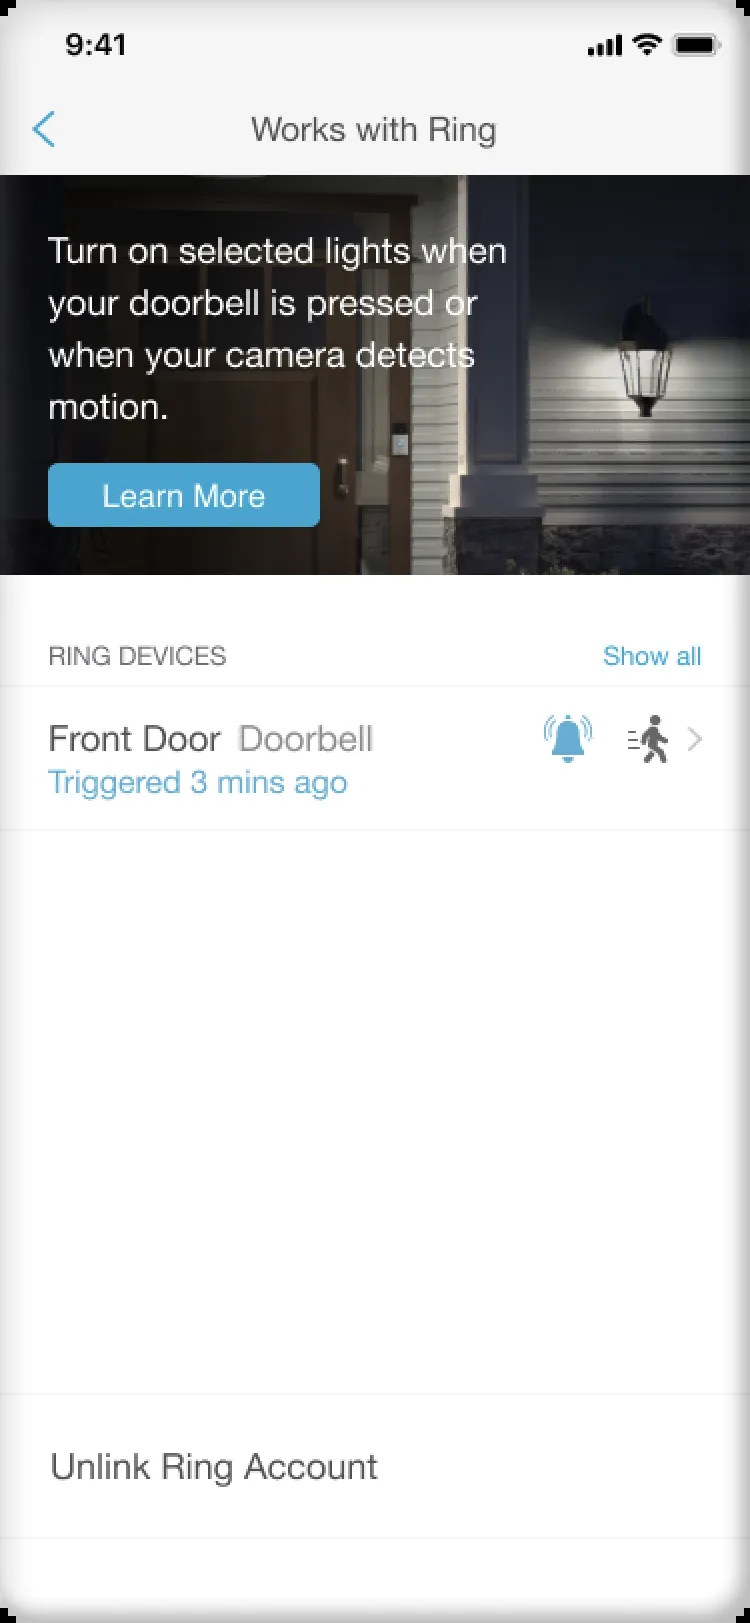 9:41
Works with Ring
Turn on selected lights when
your doorbell is pressed or
when your camera detects
motion.
Learn More
RING DEVICES Show all
Front Door Doorbell
Triggered 3 mins ago
Unlink Ring Account